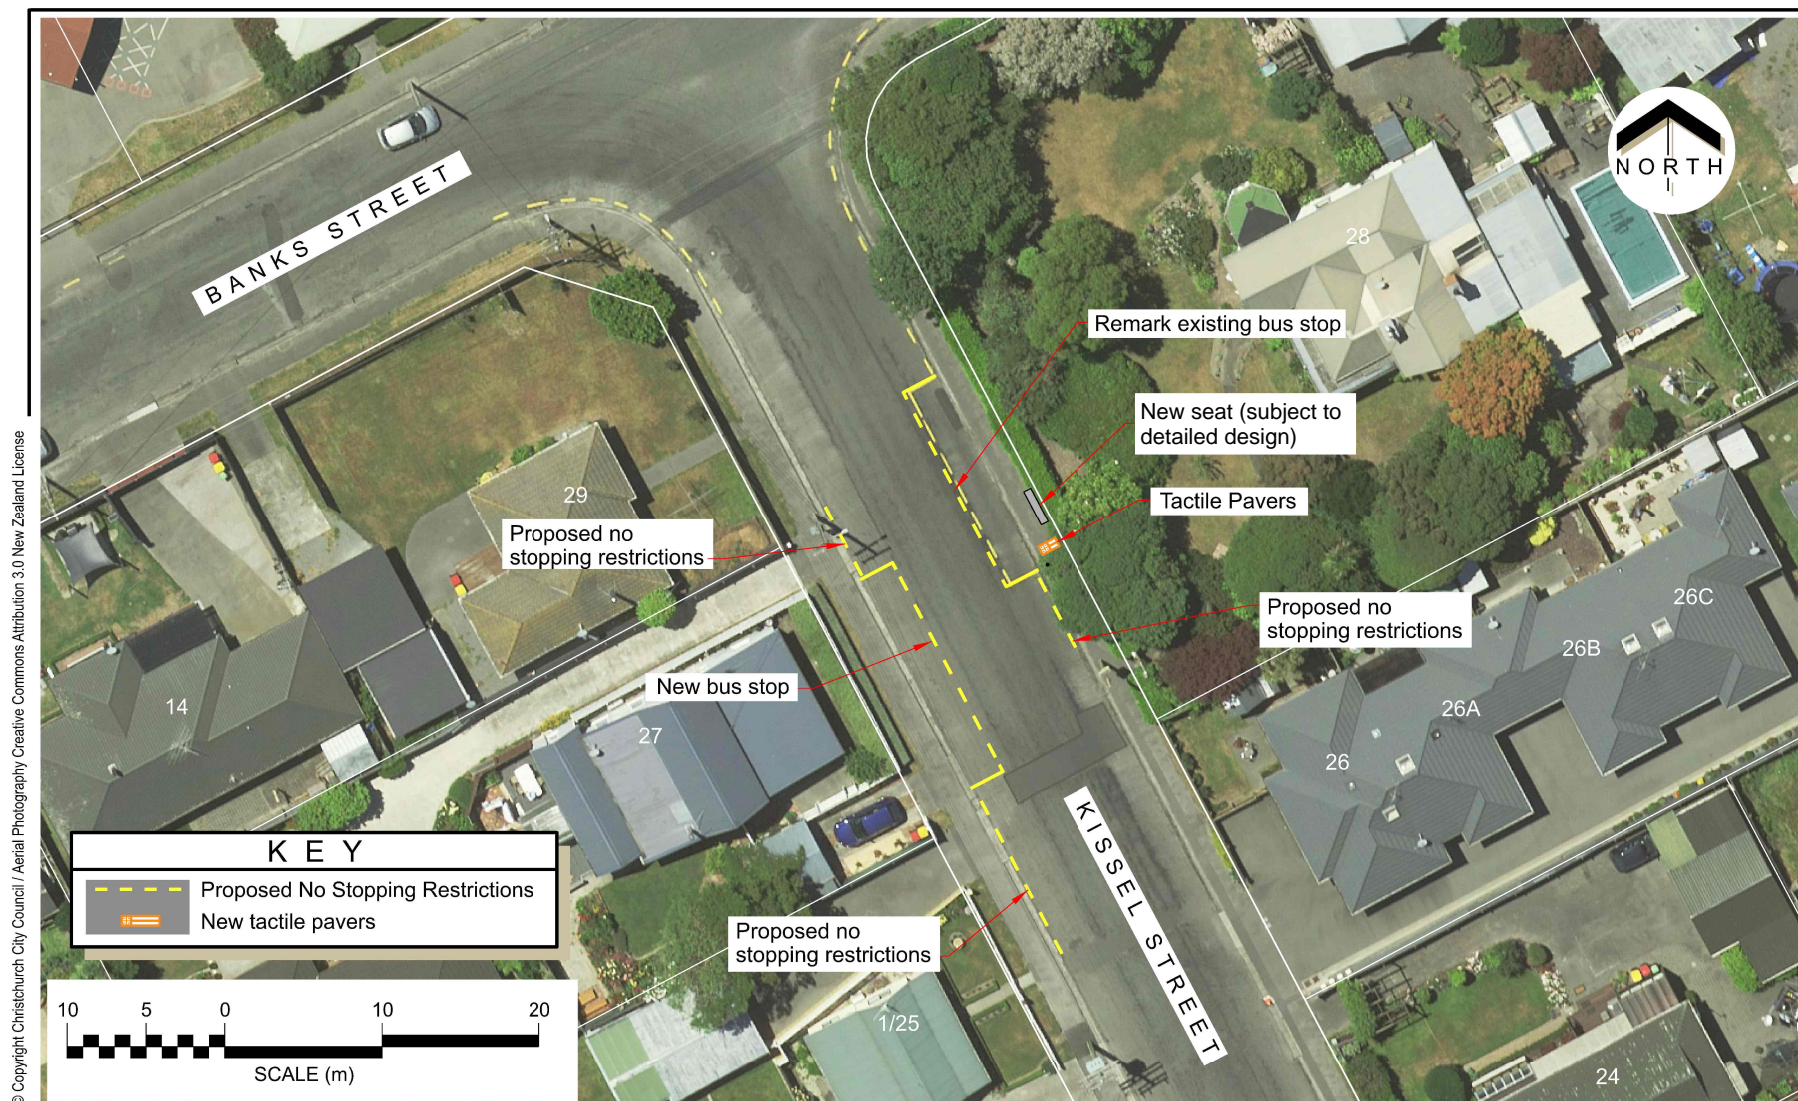 BANKS STREET
NORTH
28
Remark existing bus stop
New seat (subject to
detailed design)
Tactile Pavers
29
Proposed no
stopping restrictions
Proposed no
stopping restrictions
26C
26B
26A
26
New bus stop
14
27
KISSEL STREET
KEY
Proposed No Stopping Restrictions
New tactile pavers
Proposed no
stopping restrictions
1/25
24
10 5 0 10 20
SCALE (m)
© Copyright Christchurch City Council / Aerial Photography Creative Commons Attribution 3.0 New Zealand License